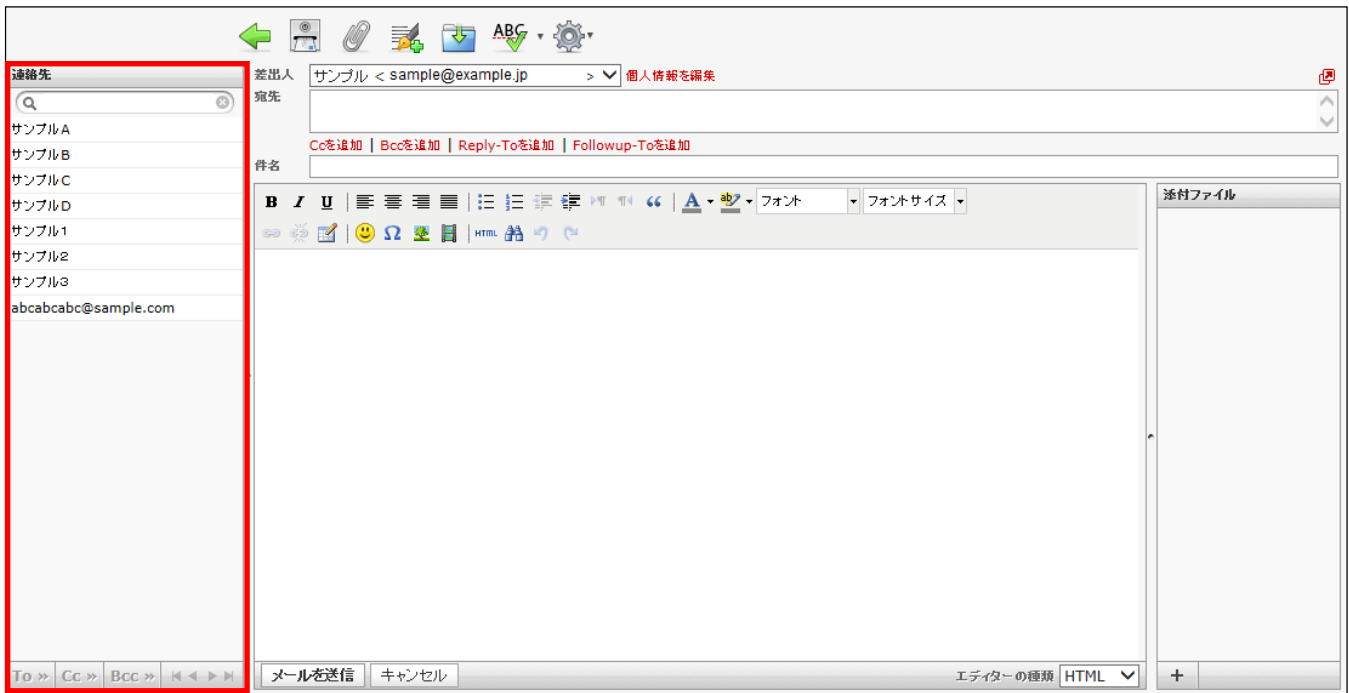 ABC
連絡先
サンプルA
サンプルB
サンプルC
サンプルD
サンプル1
サンプル2
サンプル3
abcabcabc@sample.com
To » Cc » Bcc »
差出人 サンプル < sample@example.jp > 個人情報を編集
宛先
Ccを追加 | Bccを追加 | Reply-Toを追加 | Followup-Toを追加
件名
B I U A ab フォント フォントサイズ
Ω HTML
メールを送信 キャンセル エディターの種類 HTML
添付ファイル
+